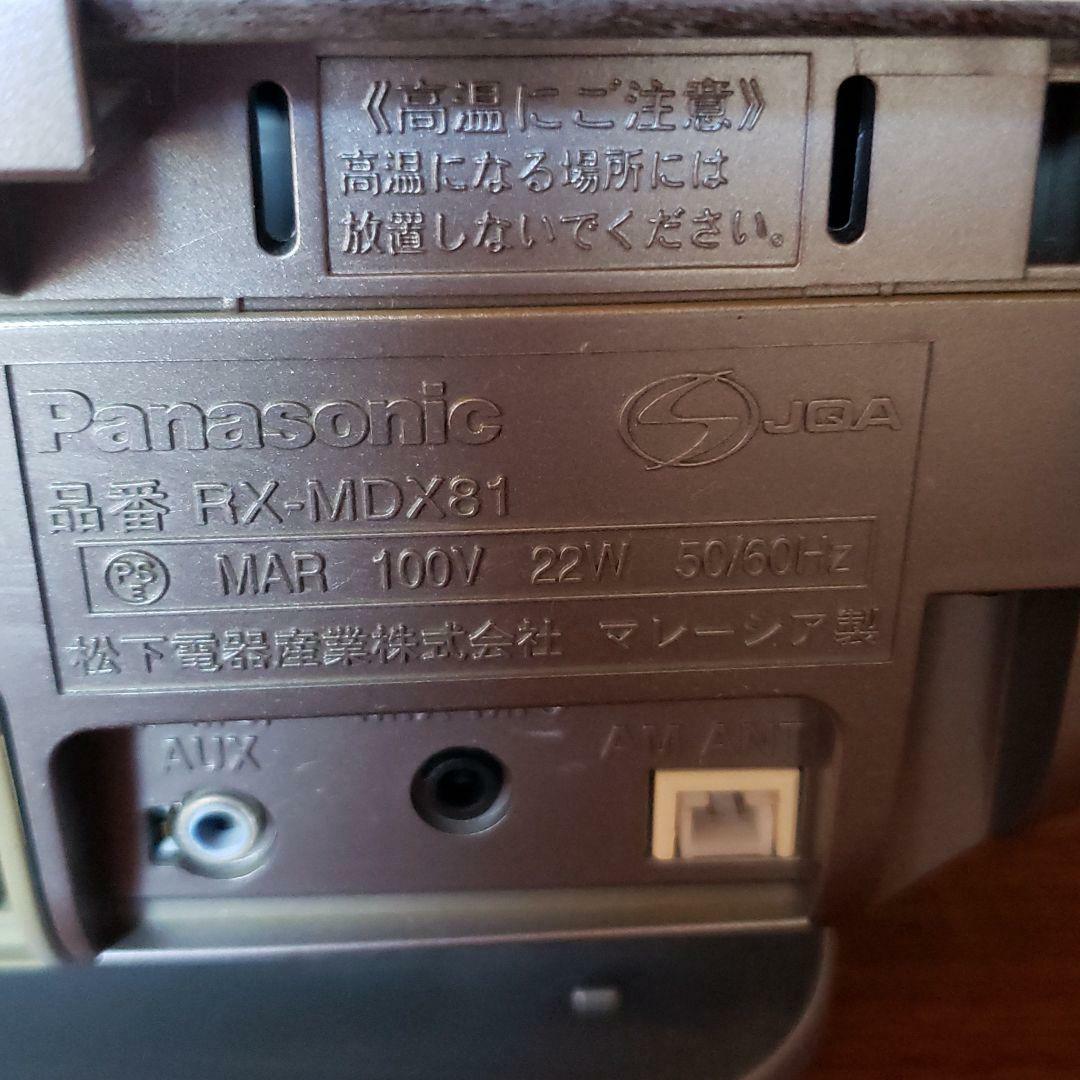 《高温にご注意》
高温になる場所には
放置しないでください。
Panasonic
JQA
品番 RX-MDX81
PSE MAR 100V 22W 50/60Hz
松下電器産業株式会社 マレーシア製
AUX
AM ANT